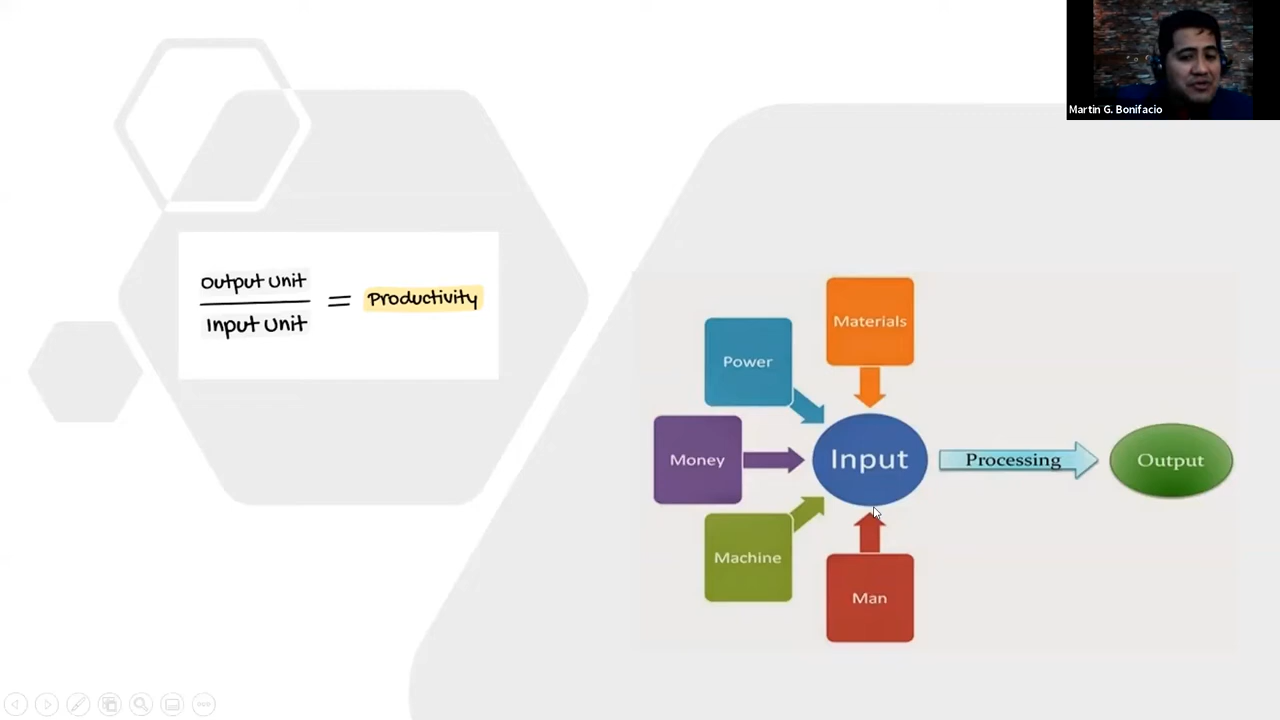 Martin G. Bonifacio
Output Unit
Input Unit
= Productivity
Materials
Power
Money
Input
Processing
Output
Machine
Man